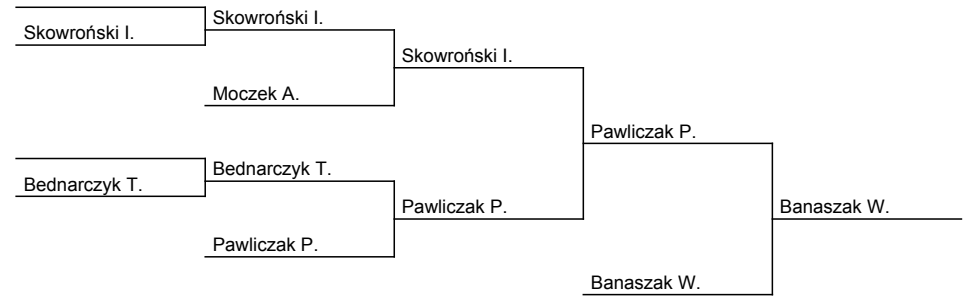 Skowroński I.
Skowroński I.
Skowroński I.
Moczek A.
Pawliczak P.
Bednarczyk T.
Bednarczyk T.
Pawliczak P.
Banaszak W.
Pawliczak P.
Banaszak W.